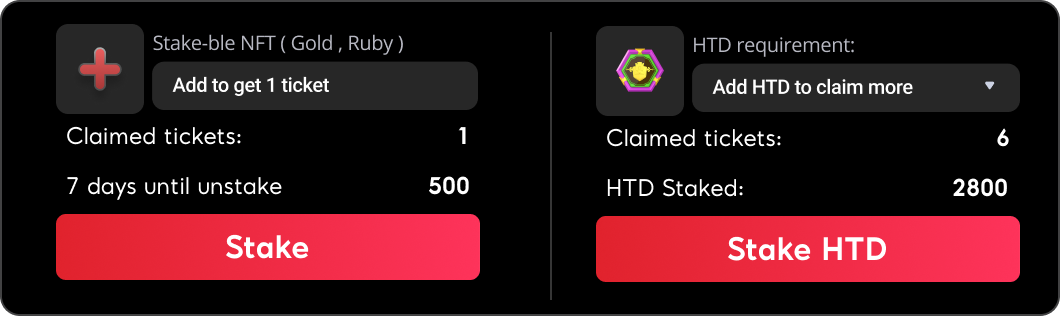 Stake-ble NFT ( Gold , Ruby )
Add to get 1 ticket
Claimed tickets: 1
7 days until unstake 500
Stake
HTD requirement:
Add HTD to claim more
Claimed tickets: 6
HTD Staked: 2800
Stake HTD